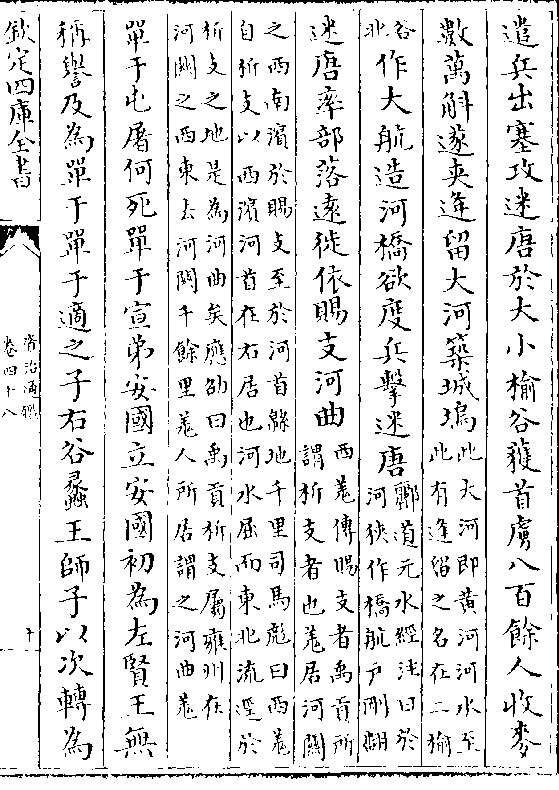 遣兵出塞攻迷唐於大小榆谷獲首虜八百餘人收麥
數萬斛遂夾逢留大河築城塢此大河即黄河河水至此有逢留之名在二榆
谷北作大航造河橋欲度兵擊迷唐酈道元水經注曰於河狹作橋航戸剛翻
迷唐率部落遠徙依賜支河曲西羌傳賜支者禹貢所謂析支者也羌居河關
之西南濱於賜支至於河首緜地千里司馬彪曰西羌自析支以西濱河首在右居也河水屈而東北流逕於
析支之地是為河曲矣應劭曰禹貢析支屬雍州在河關之西東去河關千餘里羌人所居謂之河曲羌
單于屯屠何死單于宣弟安國立安國初為左賢王無
稱譽及為單于單于適之子右谷蠡王師子以次轉為
欽定四庫全書
資治通鑑
卷四十八
十